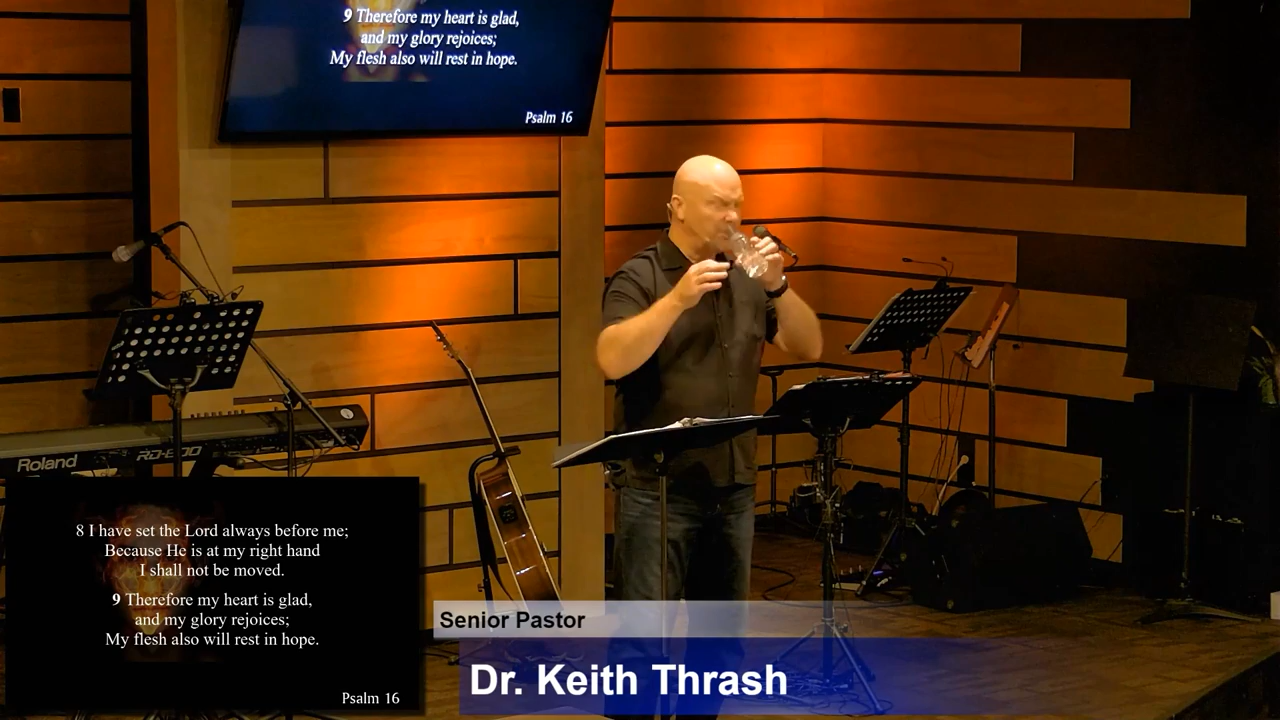 9 Therefore my heart is glad,
and my glory rejoices;
My flesh also will rest in hope.
Psalm 16
Roland
RD-800
8 I have set the Lord always before me;
Because He is at my right hand
I shall not be moved.
9 Therefore my heart is glad,
and my glory rejoices;
My flesh also will rest in hope.
Psalm 16
Senior Pastor
Dr. Keith Thrash